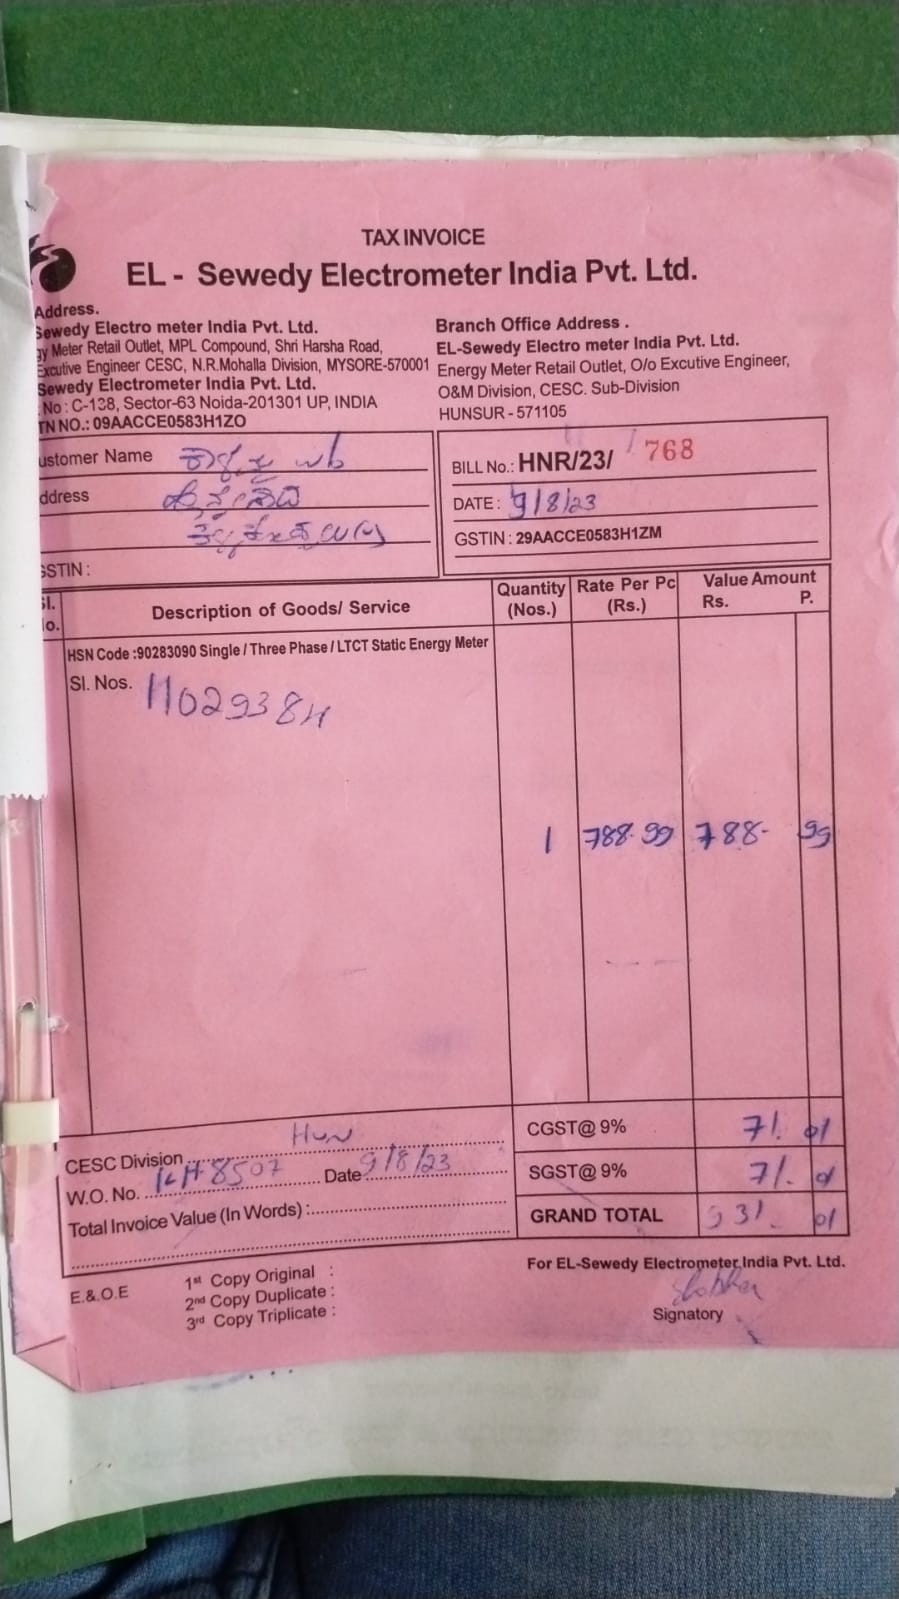 TAX INVOICE
EL - Sewedy Electrometer India Pvt. Ltd.
Address.
Sewedy Electro meter India Pvt. Ltd.
gy Meter Retail Outlet, MPL Compound, Shri Harsha Road,
Excutive Engineer CESC, N.R.Mohalla Division, MYSORE-570001
Sewedy Electrometer India Pvt. Ltd.
No : C-138, Sector-63 Noida-201301 UP, INDIA
TN NO.: 09AACCE0583H1ZO
Branch Office Address .
EL-Sewedy Electro meter India Pvt. Ltd.
Energy Meter Retail Outlet, O/o Excutive Engineer,
O&M Division, CESC. Sub-Division
HUNSUR - 571105
ustomer Name
ddress
GSTIN :
BILL No.: HNR/23/ 768
DATE : 9/8/23
GSTIN : 29AACCE0583H1ZM
Sl. No. Description of Goods/ Service Quantity (Nos.) Rate Per Pc (Rs.) Value Amount Rs. P.
HSN Code :90283090 Single / Three Phase / LTCT Static Energy Meter
Sl. Nos. 11029384
1 788.99 788- 99
CGST@ 9% 71. 01
SGST@ 9% 71. 01
GRAND TOTAL 931. 01
CESC Division Hun
W.O. No. Date 9/8/23
Total Invoice Value (In Words) :
For EL-Sewedy Electrometer India Pvt. Ltd.
E.&.O.E
1st Copy Original :
2nd Copy Duplicate :
3rd Copy Triplicate :
Signatory